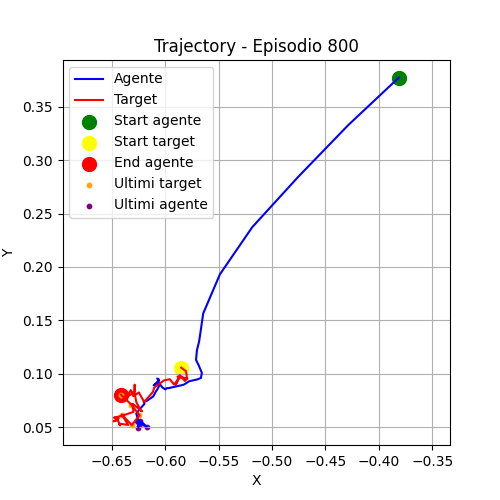 Trajectory - Episodio 800
Agente
Target
Start agente
Start target
End agente
Ultimi target
Ultimi agente
0.35
0.30
0.25
0.20
0.15
0.10
0.05
Y
−0.65 −0.60 −0.55 −0.50 −0.45 −0.40 −0.35
X